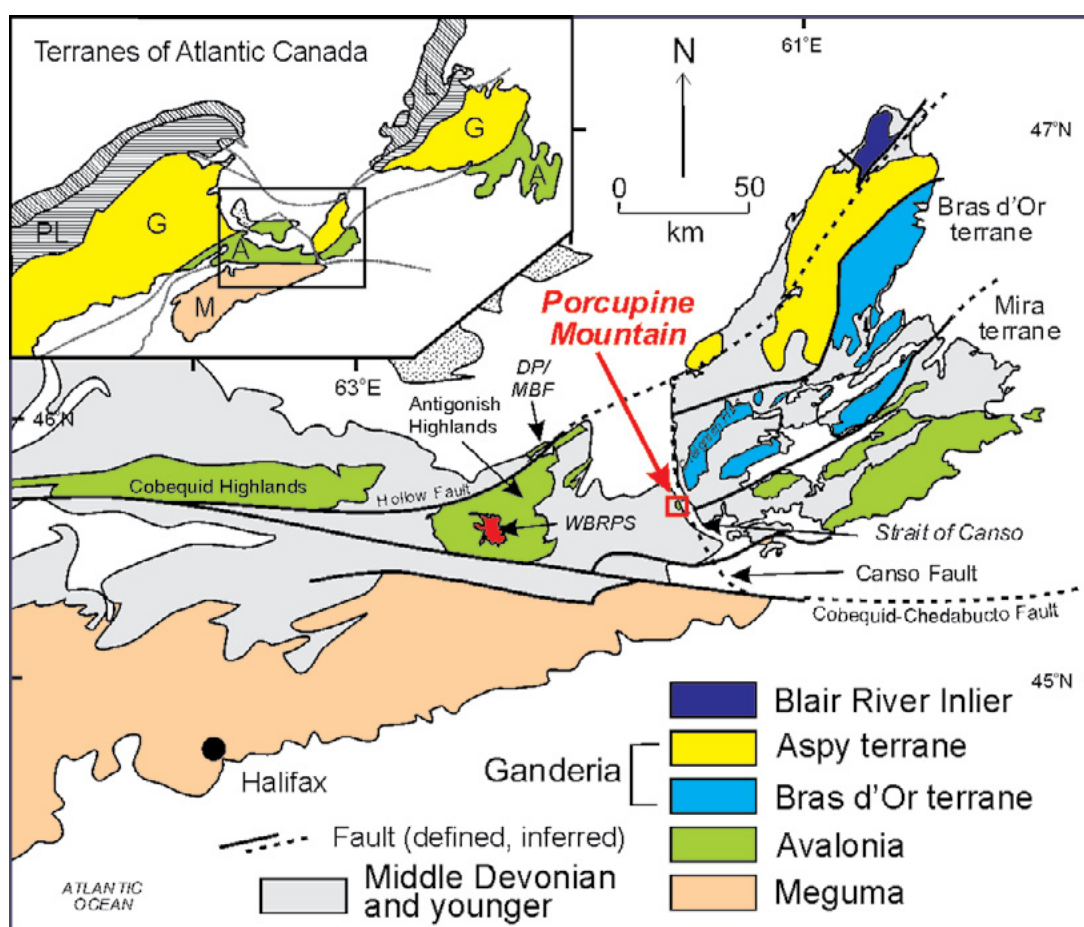 Terranes of Atlantic Canada
L
G
A
PL
G
A
M
N
0 50
km
61°E
47°N
Bras d'Or
terrane
Mira
terrane
Porcupine
Mountain
63°E
46°N
DP/
MBF
Antigonish
Highlands
Cobequid Highlands
Hollow Fault
WBRPS
Strait of Canso
Canso Fault
Cobequid-Chedabucto Fault
45°N
Halifax
ATLANTIC
OCEAN
Blair River Inlier
Ganderia
Aspy terrane
Bras d'Or terrane
Avalonia
Meguma
Fault (defined, inferred)
Middle Devonian
and younger